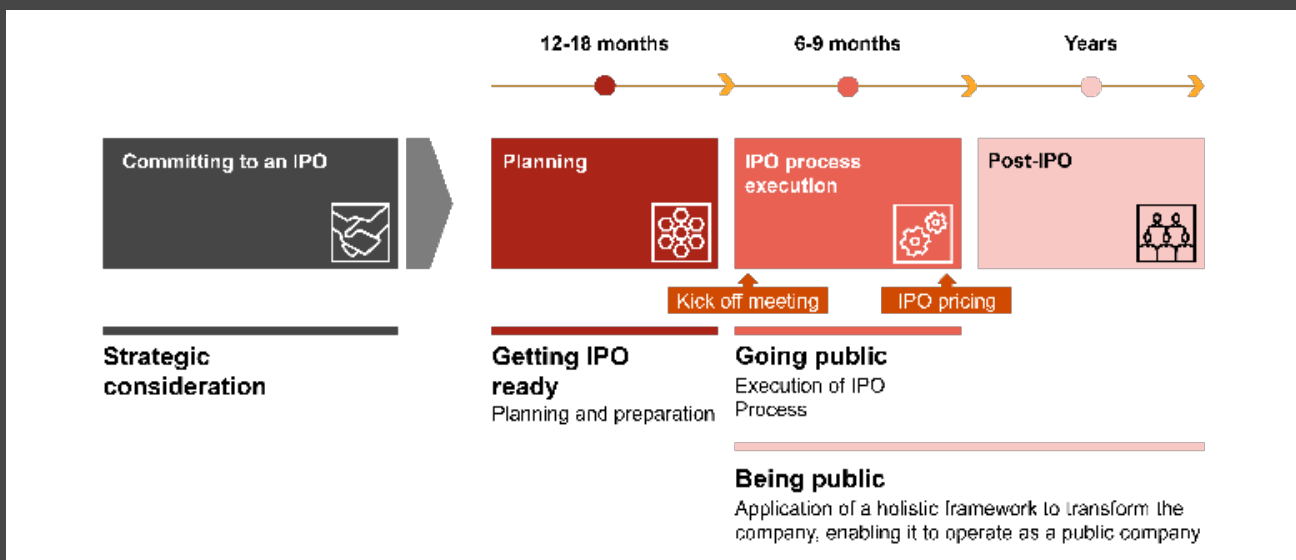 12-18 months
6-9 months
Years
Committing to an IPO
Planning
IPO process
execution
Post-IPO
Kick off meeting
IPO pricing
Strategic
consideration
Getting IPO
ready
Planning and preparation
Going public
Execution of IPO
Process
Being public
Application of a holistic framework to transform the
company, enabling it to operate as a public company